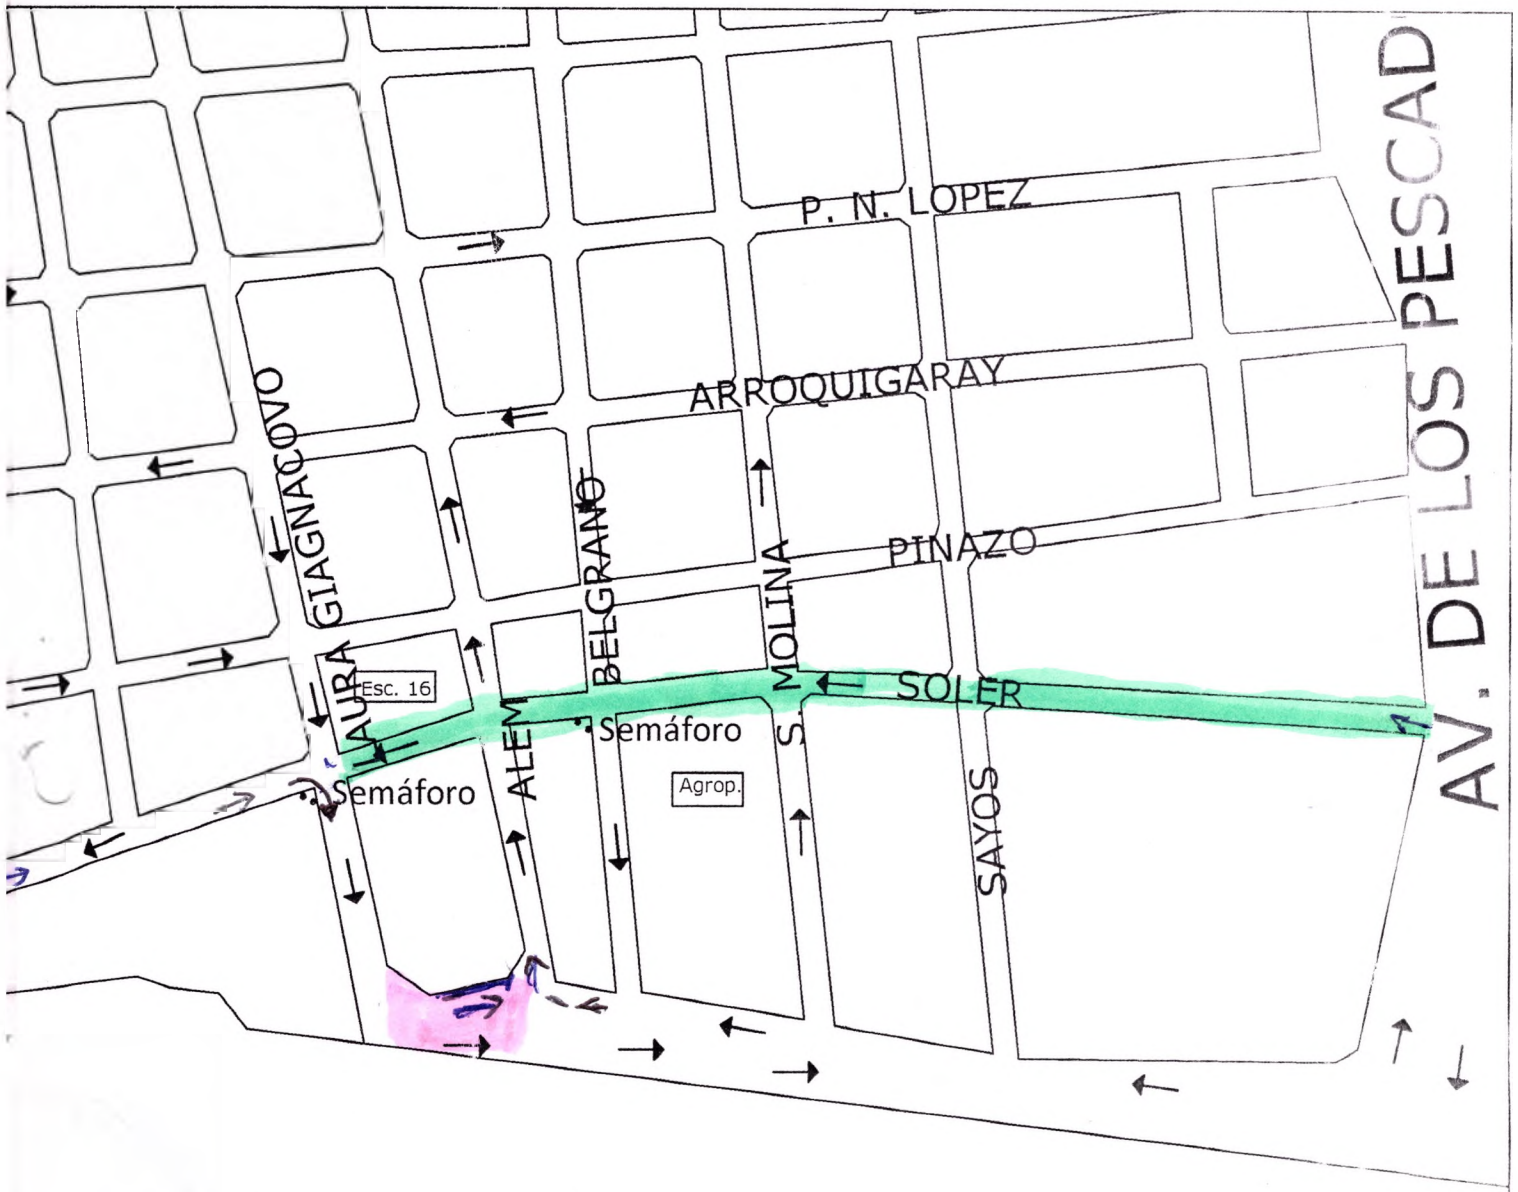 AV. DE LOS PESCAD
P. N. LOPEZ
ARROQUIGARAY
LAURA GIAGNACOVO
BELGRANO
PINAZO
S. MOLINA
Esc. 16
SOLER
ALEM
Semáforo
Semáforo
Agrop.
SAYOS